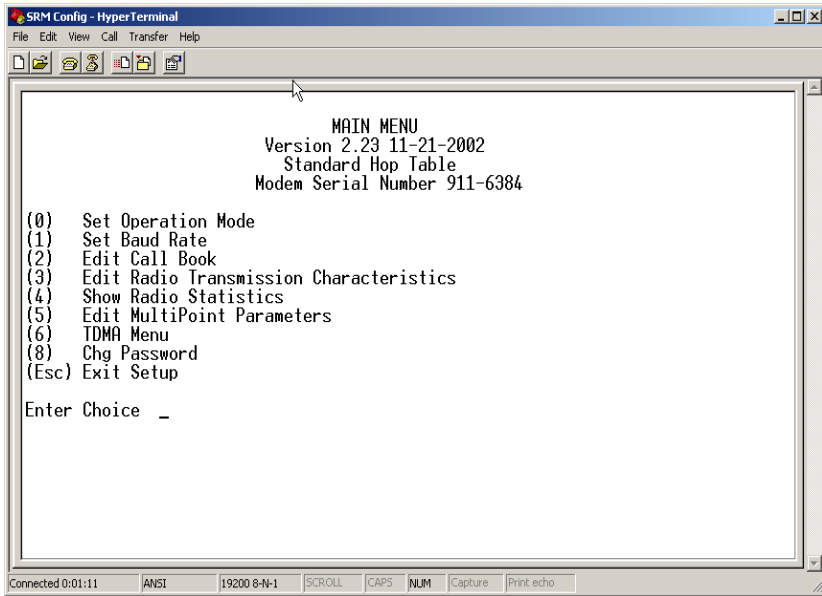 SRM Config - HyperTerminal
File Edit View Call Transfer Help
MAIN MENU
Version 2.23 11-21-2002
Standard Hop Table
Modem Serial Number 911-6384
(0) Set Operation Mode
(1) Set Baud Rate
(2) Edit Call Book
(3) Edit Radio Transmission Characteristics
(4) Show Radio Statistics
(5) Edit MultiPoint Parameters
(6) TDMA Menu
(8) Chg Password
(Esc) Exit Setup
Enter Choice _
Connected 0:01:11 ANSI 19200 8-N-1 SCROLL CAPS NUM Capture Print echo